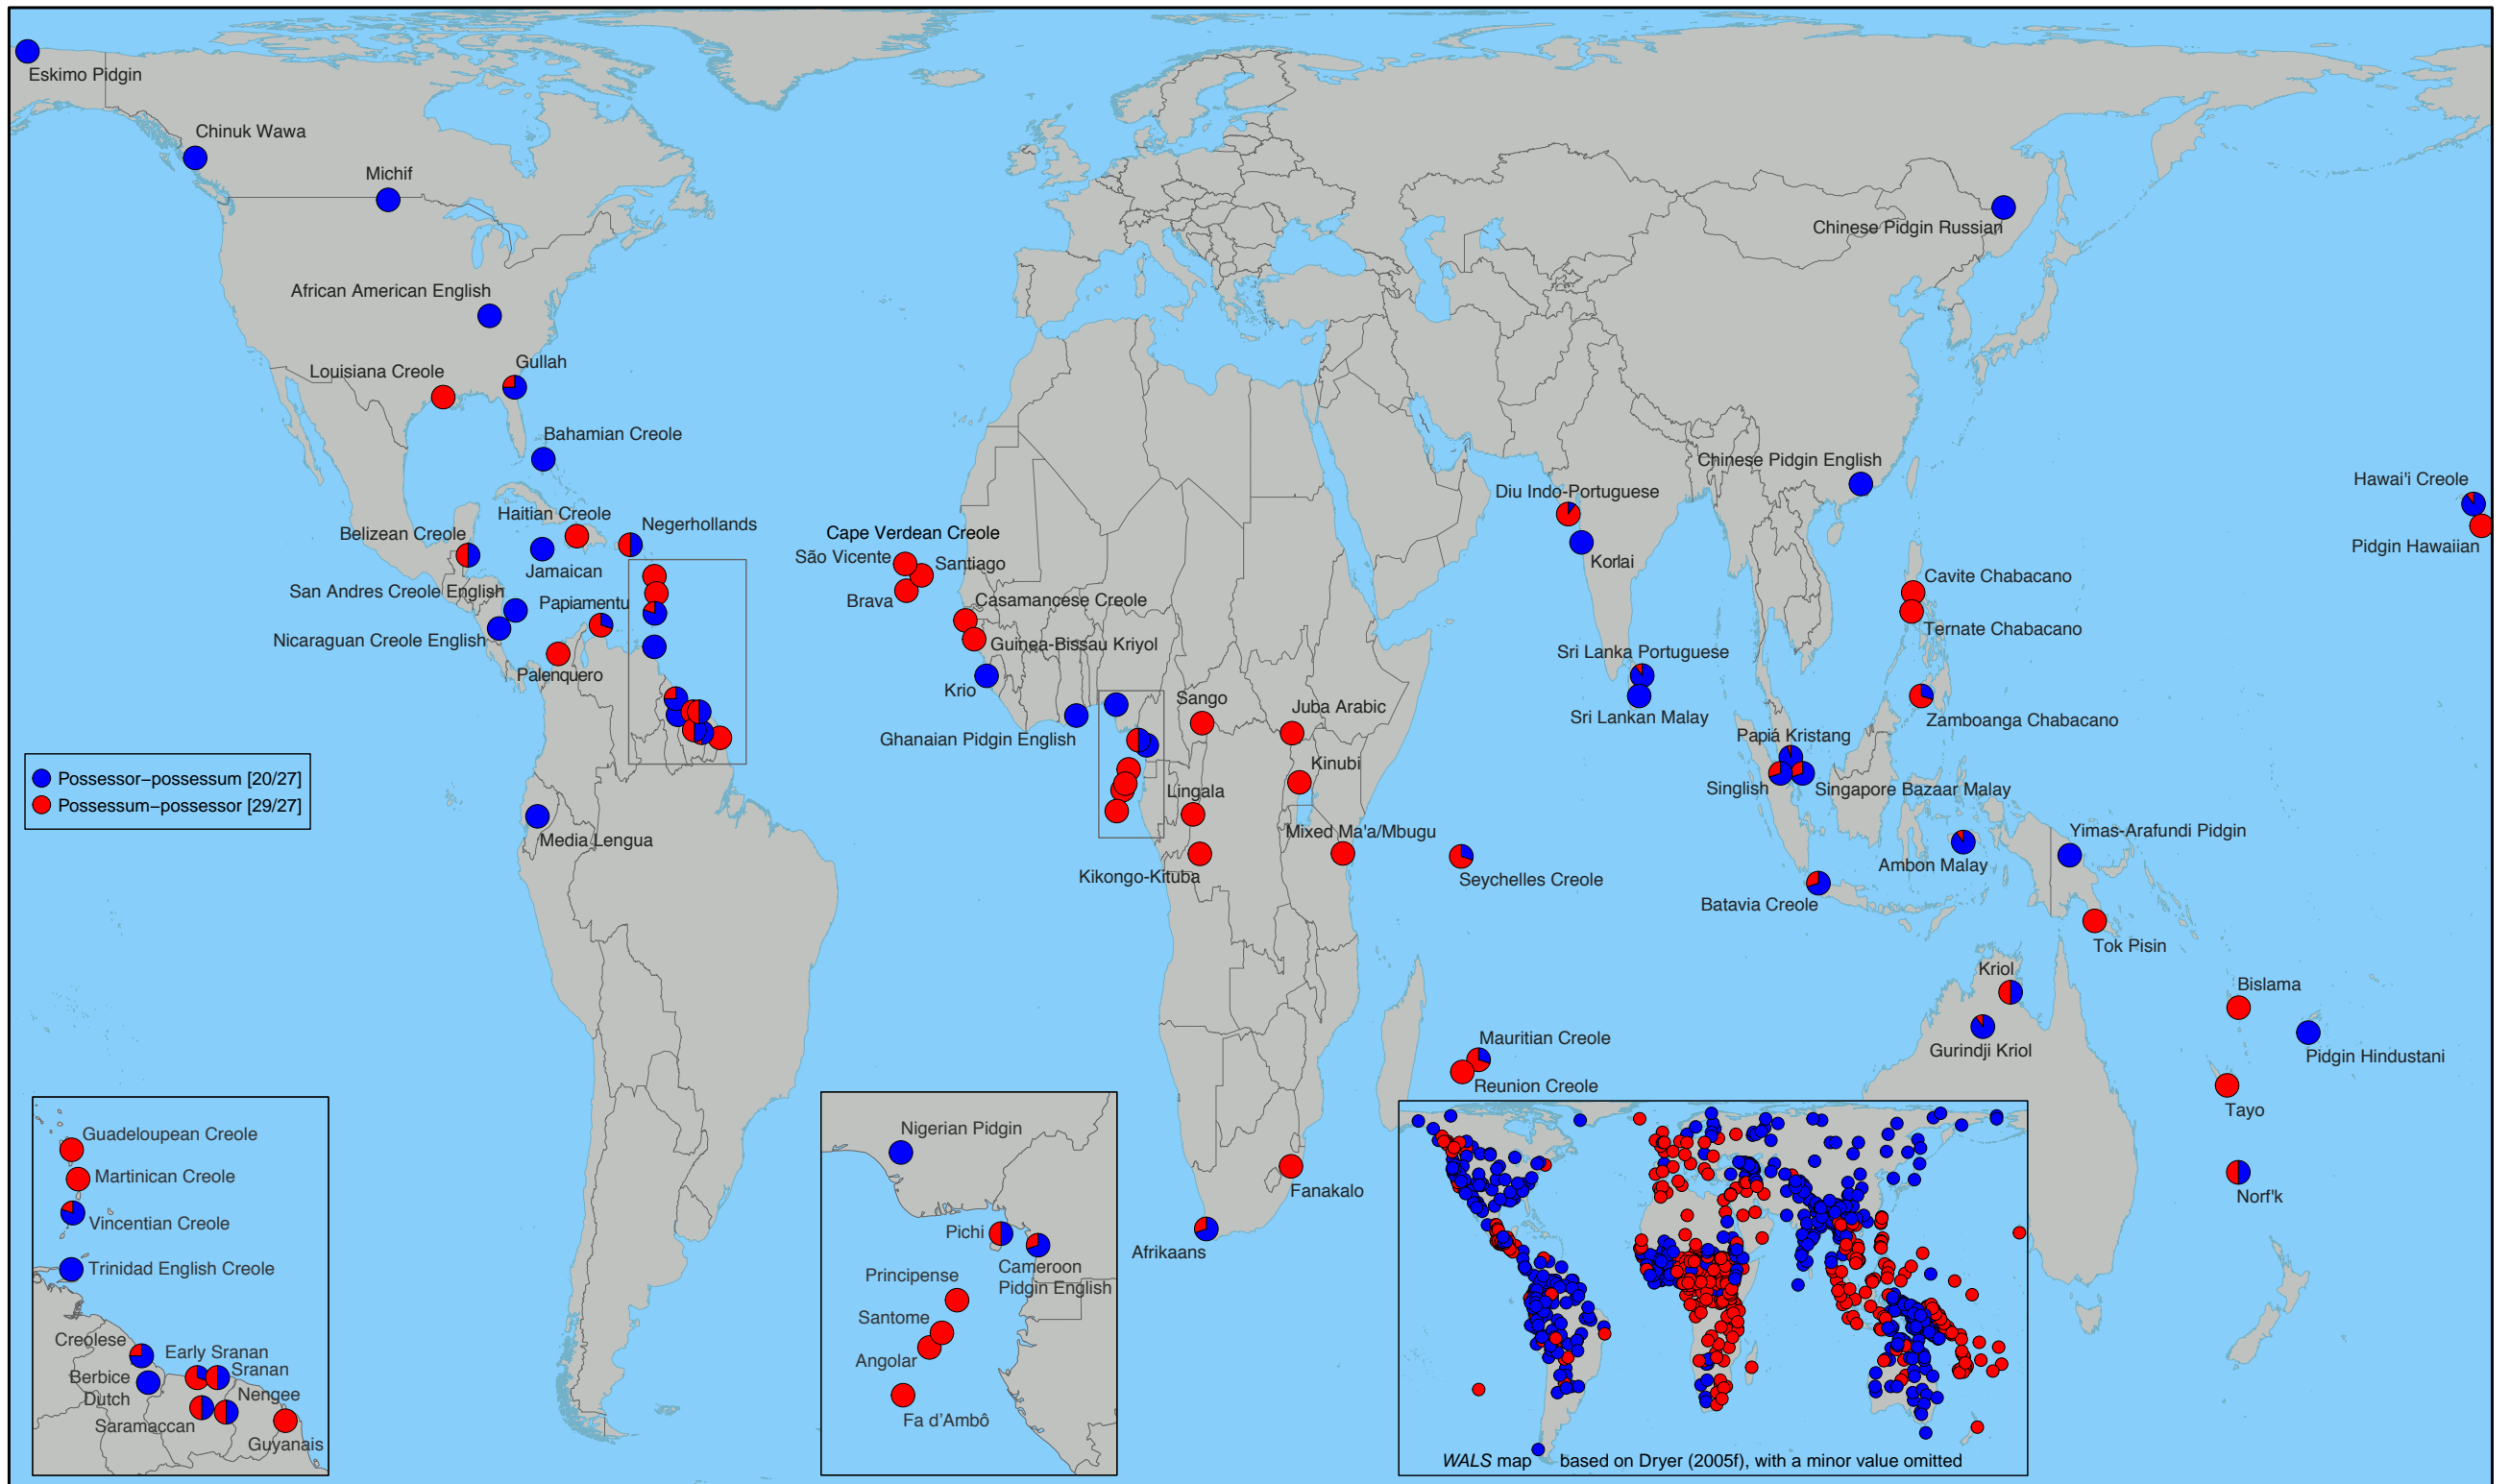 Eskimo Pidgin
Chinuk Wawa
Michif
Chinese Pidgin Russian
African American English
Gullah
Louisiana Creole
Bahamian Creole
Chinese Pidgin English
Hawai'i Creole
Diu Indo-Portuguese
Haitian Creole
Negerhollands
Belizean Creole
Cape Verdean Creole
São Vicente
Santiago
Brava
Korlai
Pidgin Hawaiian
Jamaican
Cavite Chabacano
San Andres Creole English
Papiamentu
Casamancese Creole
Ternate Chabacano
Nicaraguan Creole English
Guinea-Bissau Kriyol
Sri Lanka Portuguese
Palenquero
Krio
Sango
Juba Arabic
Sri Lankan Malay
Zamboanga Chabacano
Ghanaian Pidgin English
Papiá Kristang
Kinubi
Possessor–possessum [20/27]
Possessum–possessor [29/27]
Lingala
Singlish
Singapore Bazaar Malay
Media Lengua
Mixed Ma'a/Mbugu
Yimas-Arafundi Pidgin
Ambon Malay
Kikongo-Kituba
Seychelles Creole
Batavia Creole
Tok Pisin
Kriol
Bislama
Mauritian Creole
Gurindji Kriol
Pidgin Hindustani
Reunion Creole
Tayo
Fanakalo
Norf'k
Afrikaans
Guadeloupean Creole
Martinican Creole
Vincentian Creole
Trinidad English Creole
Creolese
Early Sranan
Sranan
Berbice
Dutch
Nengee
Saramaccan
Guyanais
Nigerian Pidgin
Pichi
Cameroon
Pidgin English
Principense
Santome
Angolar
Fa d'Ambô
WALS map based on Dryer (2005f), with a minor value omitted